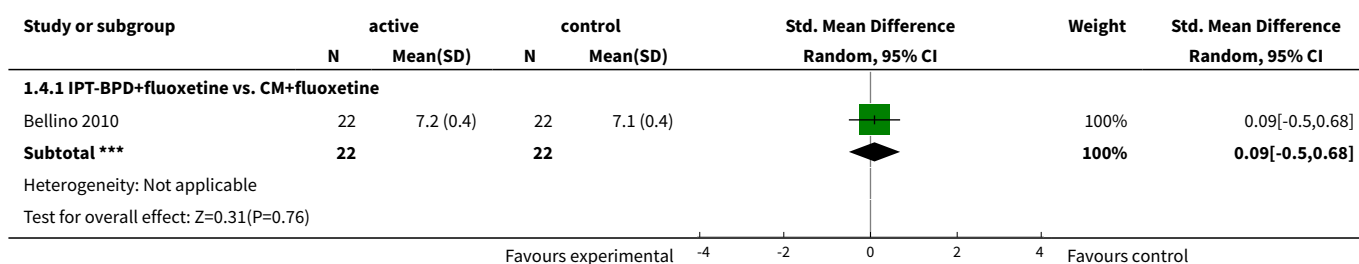 Study or subgroup active control Std. Mean Difference Weight Std. Mean Difference
N Mean(SD) N Mean(SD) Random, 95% CI Random, 95% CI
1.4.1 IPT-BPD+fluoxetine vs. CM+fluoxetine
Bellino 2010 22 7.2 (0.4) 22 7.1 (0.4) 100% 0.09[-0.5,0.68]
Subtotal *** 22 22 100% 0.09[-0.5,0.68]
Heterogeneity: Not applicable
Test for overall effect: Z=0.31(P=0.76)
Favours experimental -4 -2 0 2 4 Favours control